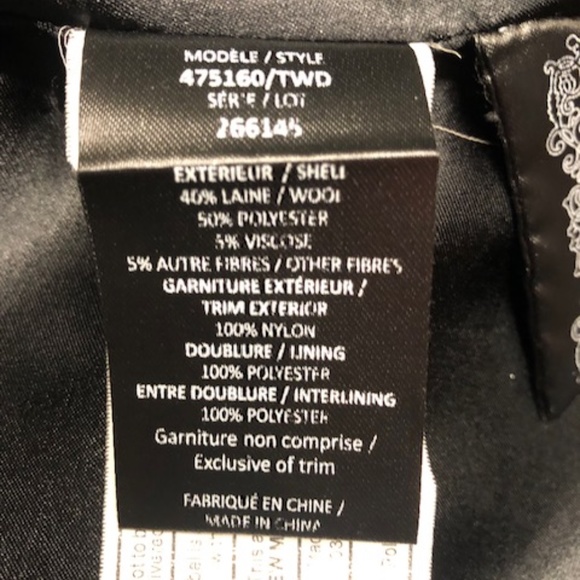 MODÈLE / STYLE
475160/TWD
SÉRIE / LOT
266145
EXTÉRIEUR / SHELL
40% LAINE / WOOL
50% POLYESTER
5% VISCOSE
5% AUTRE FIBRES / OTHER FIBRES
GARNITURE EXTÉRIEUR /
TRIM EXTERIOR
100% NYLON
DOUBLURE / LINING
100% POLYESTER
ENTRE DOUBLURE / INTERLINING
100% POLYESTER
Garniture non comprise /
Exclusive of trim
FABRIQUÉ EN CHINE /
MADE IN CHINA